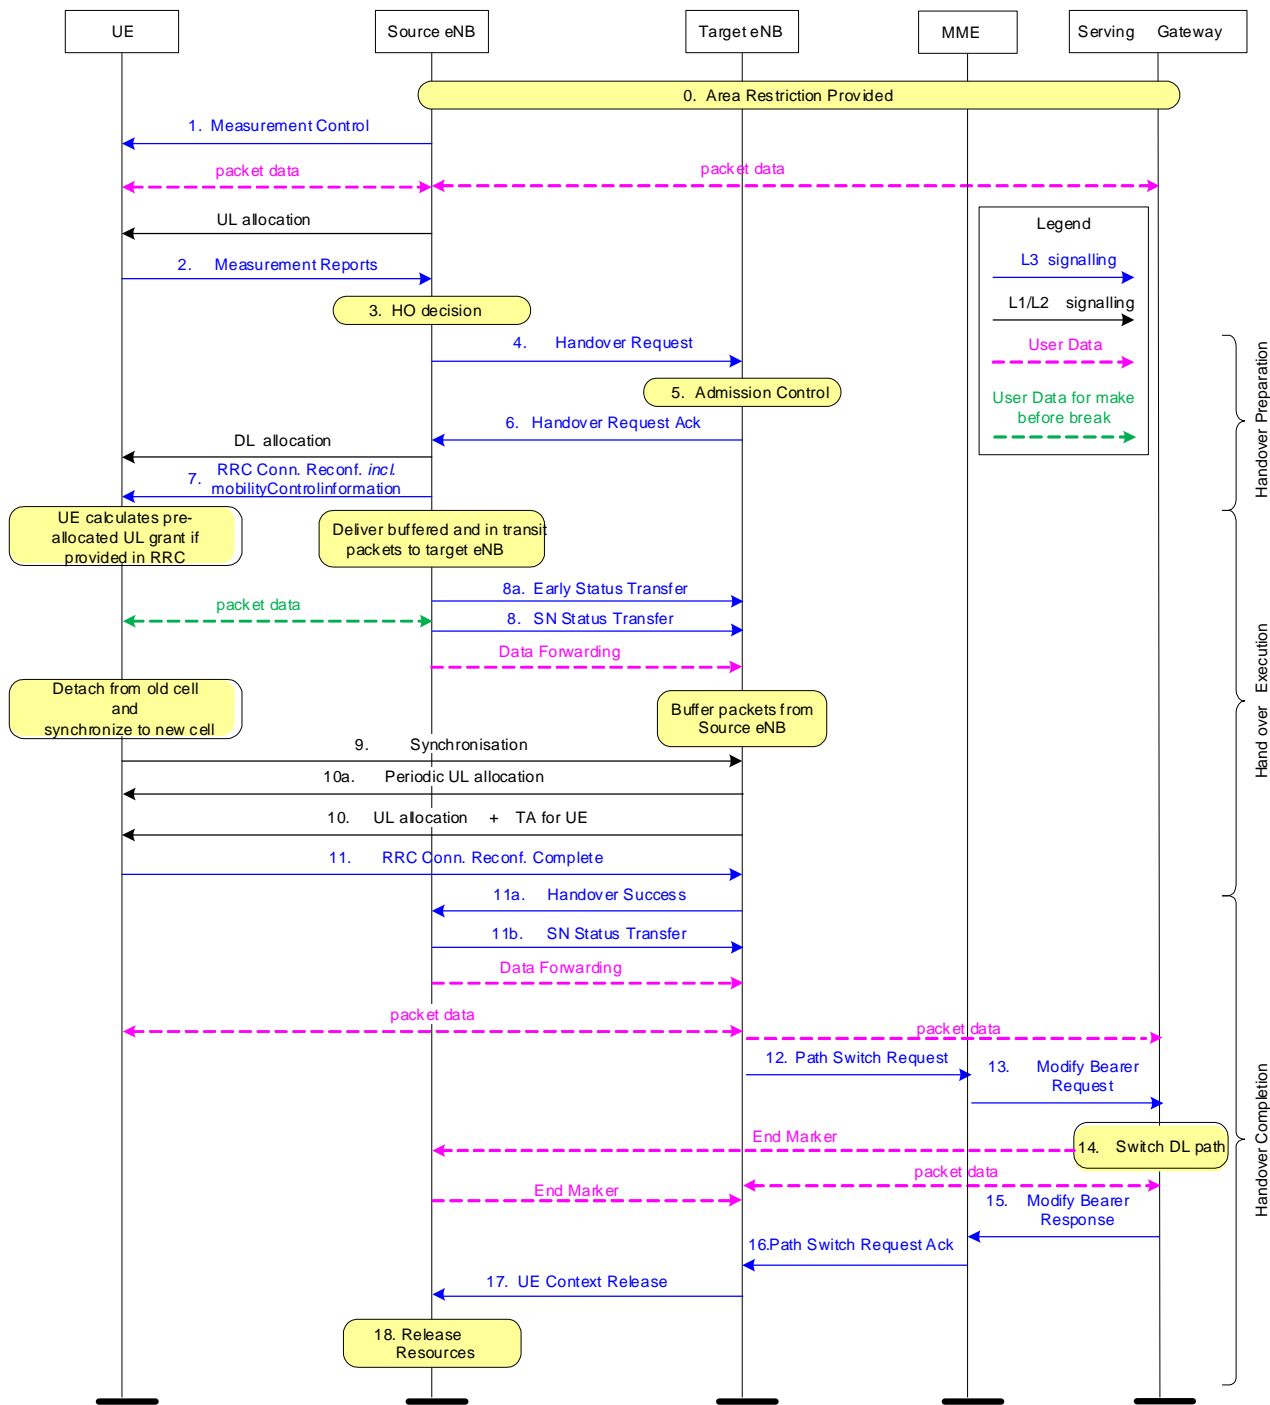 UE
Source eNB
Target eNB
MME
Serving Gateway
0. Area Restriction Provided
1. Measurement Control
packet data
packet data
UL allocation
Legend
L3 signalling
L1/L2 signalling
User Data
User Data for make
before break
2. Measurement Reports
3. HO decision
4. Handover Request
5. Admission Control
6. Handover Request Ack
DL allocation
7. RRC Conn. Reconf. incl.
mobilityControlinformation
Handover Preparation
UE calculates pre-
allocated UL grant if
provided in RRC
Deliver buffered and in transit
packets to target eNB
8a. Early Status Transfer
packet data
8. SN Status Transfer
Data Forwarding
Detach from old cell
and
synchronize to new cell
Buffer packets from
Source eNB
9. Synchronisation
10a. Periodic UL allocation
10. UL allocation + TA for UE
11. RRC Conn. Reconf. Complete
Hand over Execution
11a. Handover Success
11b. SN Status Transfer
Data Forwarding
packet data
packet data
12. Path Switch Request
13. Modify Bearer
Request
End Marker
14. Switch DL path
packet data
End Marker
15. Modify Bearer
Response
16.Path Switch Request Ack
17. UE Context Release
18. Release
Resources
Handover Completion